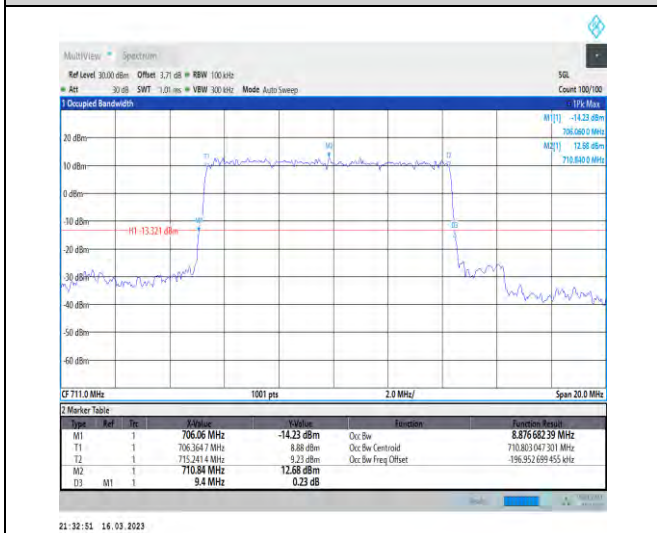 MultiView Spectrum
Ref Level 30.00 dBm Offset 3.71 dB RBW 100 kHz SGL
Att 30 dB SWT 1.01 ms VBW 300 kHz Mode Auto Sweep Count 100/100
1 Occupied Bandwidth 1Pk Max
M1[1] -14.23 dBm
706.0600 MHz
M2[1] 12.68 dBm
710.8400 MHz
20 dBm
T1 M2 T2
10 dBm
0 dBm
-10 dBm
M1 D3
H1 -13.321 dBm
-20 dBm
-30 dBm
-40 dBm
-50 dBm
-60 dBm
CF 711.0 MHz 1001 pts 2.0 MHz/ Span 20.0 MHz
2 Marker Table
Type Ref Trc X-Value Y-Value Function Function Result
M1 1 706.06 MHz -14.23 dBm Occ Bw 8.876 682 39 MHz
T1 1 706.364 7 MHz 8.88 dBm Occ Bw Centroid 710.803 047 301 MHz
T2 1 715.241 4 MHz 9.23 dBm Occ Bw Freq Offset -196.952 699 455 kHz
M2 1 710.84 MHz 12.68 dBm
D3 M1 1 9.4 MHz 0.23 dB
21:32:51 16.03.2023